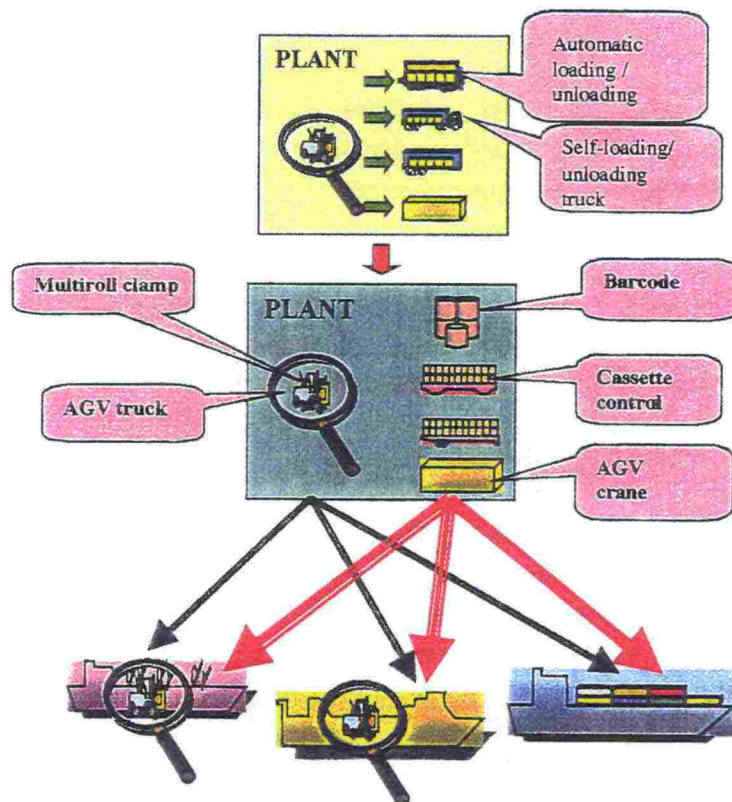 PLANT
Automatic
loading /
unloading
Self-loading/
unloading
truck
Multiroll clamp
PLANT
Barcode
AGV truck
Cassette
control
AGV
crane